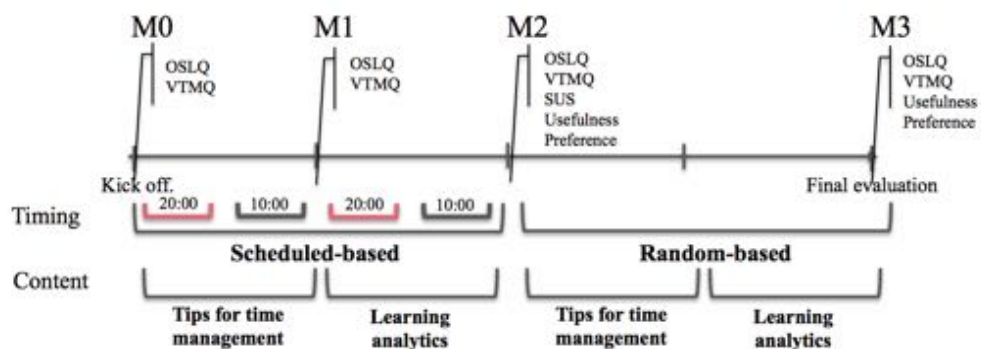 M0
M1
M2
M3
OSLQ
VTMQ
OSLQ
VTMQ
OSLQ
VTMQ
SUS
Usefulness
Preference
OSLQ
VTMQ
Usefulness
Preference
Kick off.
Final evaluation
Timing
20:00
10:00
20:00
10:00
Scheduled-based
Random-based
Content
Tips for time
management
Learning
analytics
Tips for time
management
Learning
analytics